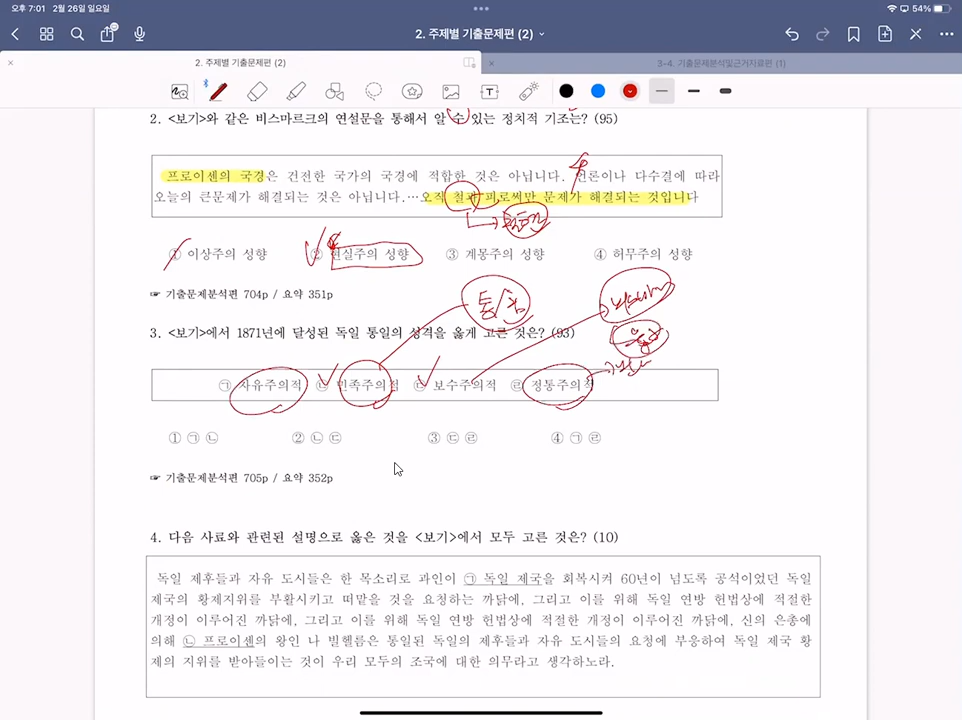 오후 7:01 2월 26일 일요일
54%
2. 주제별 기출문제편 (2)
2. 주제별 기출문제편 (2)
3-4 기출문제분석및근거자료편 (1)
2. <보기>와 같은 비스마르크의 연설문을 통해서 알 수 있는 정치적 기조는? (95)
프로이센의 국경은 건전한 국가의 국경에 적합한 것은 아닙니다. 언론이나 다수결에 따라
오늘의 큰문제가 해결되는 것은 아닙니다.…오직 철과 피로써만 문제가 해결되는 것입니다
① 이상주의 성향 ② 현실주의 성향 ③ 계몽주의 성향 ④ 허무주의 성향
☞ 기출문제분석편 704p / 요약 351p
통/
3. <보기>에서 1871년에 달성된 독일 통일의 성격을 옳게 고른 것은? (93)
㉠ 자유주의적 ㉡ 민족주의적 ㉢ 보수주의적 ㉣ 정통주의적
① ㉠ ㉡ ② ㉡ ㉢ ③ ㉢ ㉣ ④ ㉠ ㉣
☞ 기출문제분석편 705p / 요약 352p
4. 다음 사료와 관련된 설명으로 옳은 것을 <보기>에서 모두 고른 것은? (10)
독일 제후들과 자유 도시들은 한 목소리로 과인이 ㉠ 독일 제국을 회복시켜 60년이 넘도록 공석이었던 독일
제국의 황제지위를 부활시키고 떠맡을 것을 요청하는 까닭에, 그리고 이를 위해 독일 연방 헌법상에 적절한
개정이 이루어진 까닭에, 그리고 이를 위해 독일 연방 헌법상에 적절한 개정이 이루어진 까닭에, 신의 은총에
의해 ㉡ 프로이센의 왕인 나 빌헬름은 통일된 독일의 제후들과 자유 도시들의 요청에 부응하여 독일 제국 황
제의 지위를 받아들이는 것이 우리 모두의 조국에 대한 의무라고 생각하노라.